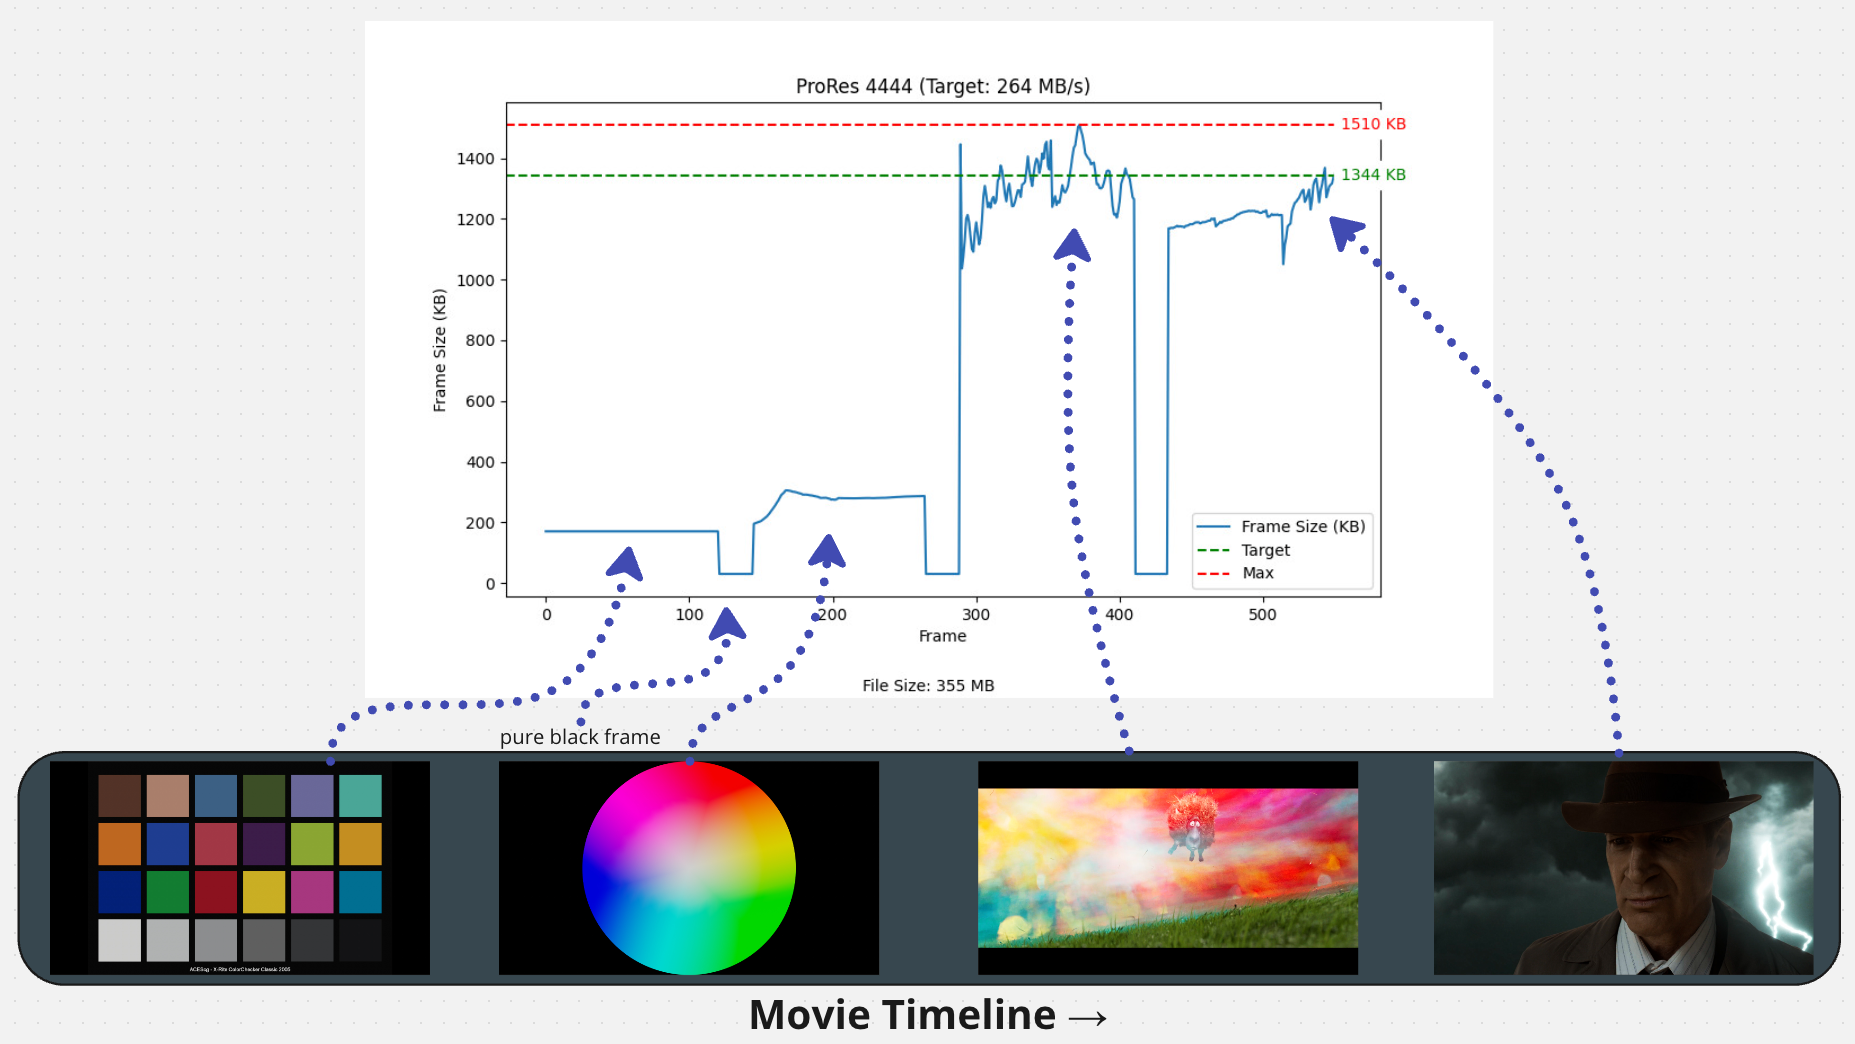 ProRes 4444 (Target: 264 MB/s)
1510 KB
1344 KB
1400
1200
1000
800
600
400
200
0
Frame Size (KB)
Frame Size (KB)
Target
Max
0
100
200
300
400
500
Frame
File Size: 355 MB
pure black frame
ACEScg - X-Rite ColorChecker Classic 2005
Movie Timeline →